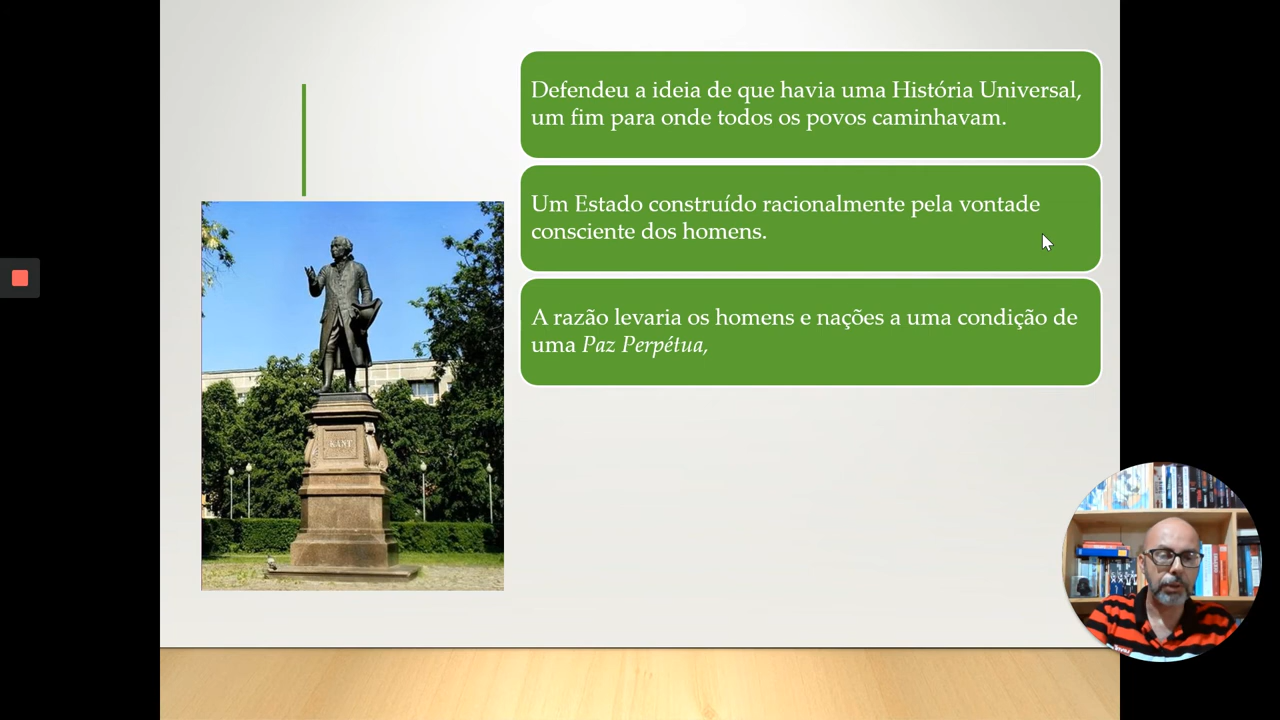 Defendeu a ideia de que havia uma História Universal,
um fim para onde todos os povos caminhavam.
Um Estado construído racionalmente pela vontade
consciente dos homens.
A razão levaria os homens e nações a uma condição de
uma Paz Perpétua,
KANT